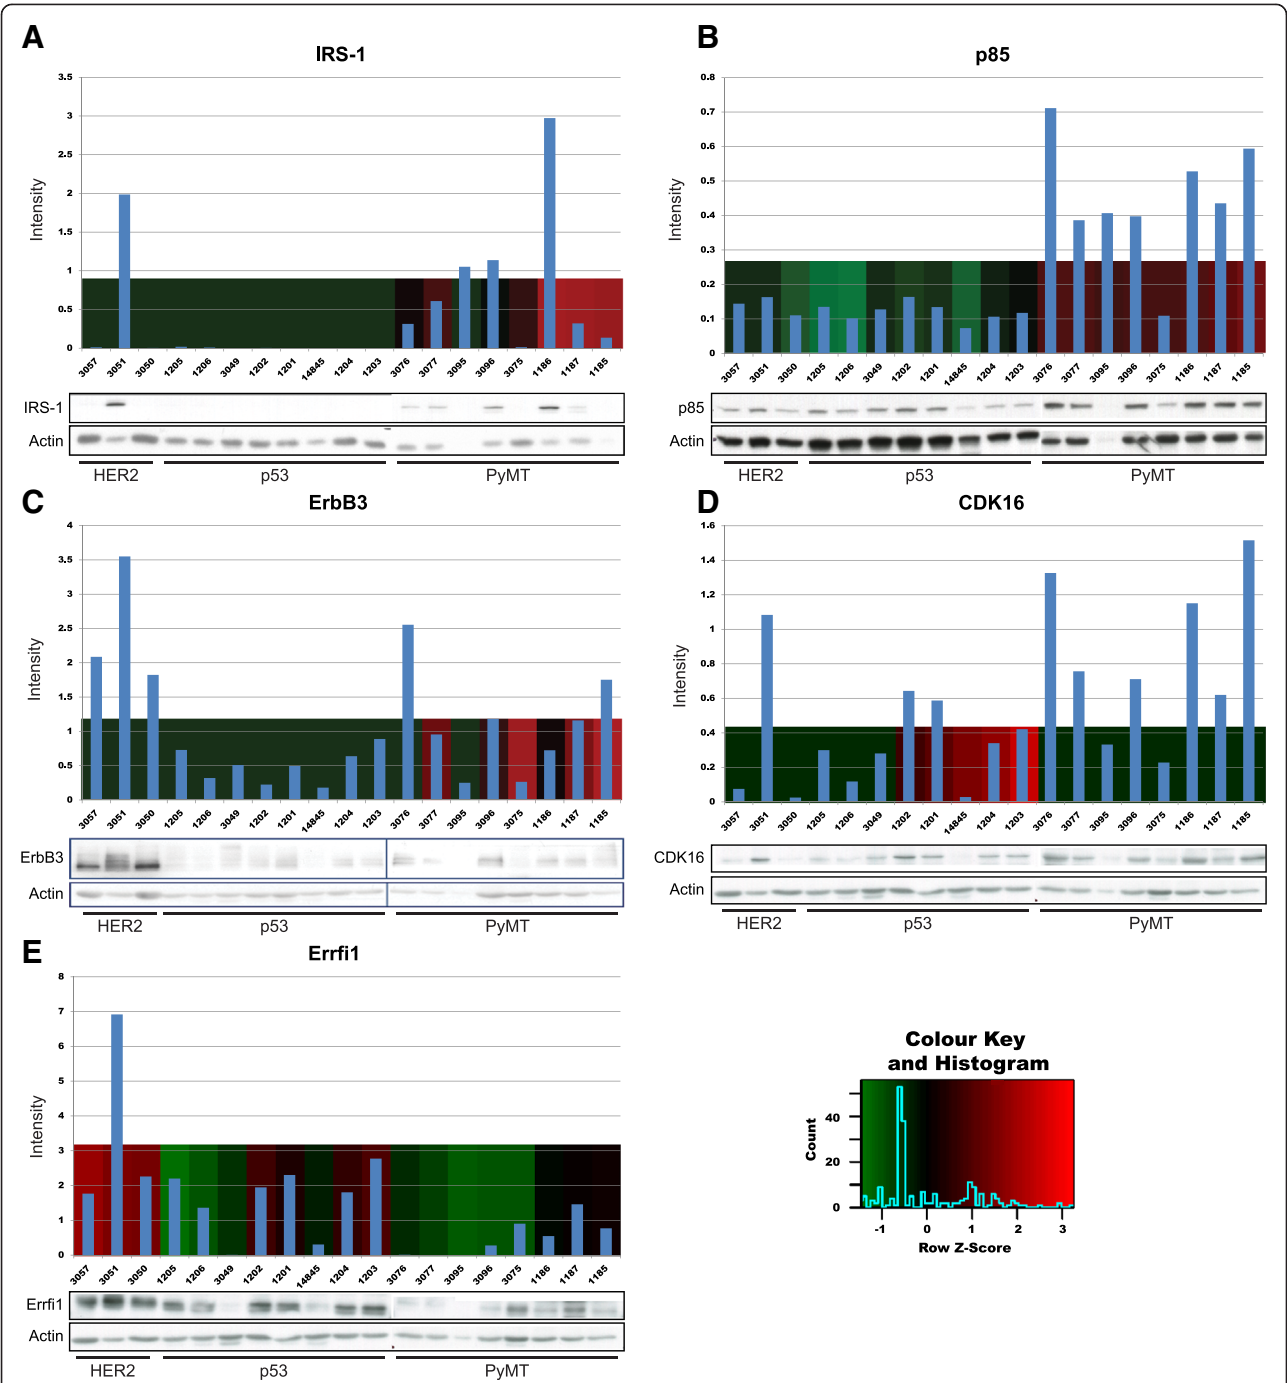 A
IRS-1
3.5
3
2.5
2
1.5
1
0.5
0
Intensity
3057 3051 3050 1205 1206 3049 1202 1201 14845 1204 1203 3076 3077 3095 3096 3075 1186 1187 1185
IRS-1
Actin
HER2 p53 PyMT
B
p85
0.8
0.7
0.6
0.5
0.4
0.3
0.2
0.1
0
Intensity
3057 3051 3050 1205 1206 3049 1202 1201 14845 1204 1203 3076 3077 3095 3096 3075 1186 1187 1185
p85
Actin
HER2 p53 PyMT
C
ErbB3
4
3.5
3
2.5
2
1.5
1
0.5
0
Intensity
3057 3051 3050 1205 1206 3049 1202 1201 14845 1204 1203 3076 3077 3095 3096 3075 1186 1187 1185
ErbB3
Actin
HER2 p53 PyMT
D
CDK16
1.6
1.4
1.2
1
0.8
0.6
0.4
0.2
0
Intensity
3057 3051 3050 1205 1206 3049 1202 1201 14845 1204 1203 3076 3077 3095 3096 3075 1186 1187 1185
CDK16
Actin
HER2 p53 PyMT
E
Errfi1
8
7
6
5
4
3
2
1
0
Intensity
3057 3051 3050 1205 1206 3049 1202 1201 14845 1204 1203 3076 3077 3095 3096 3075 1186 1187 1185
Errfi1
Actin
HER2 p53 PyMT
Colour Key
and Histogram
40
20
0
Count
-1 0 1 2 3
Row Z-Score